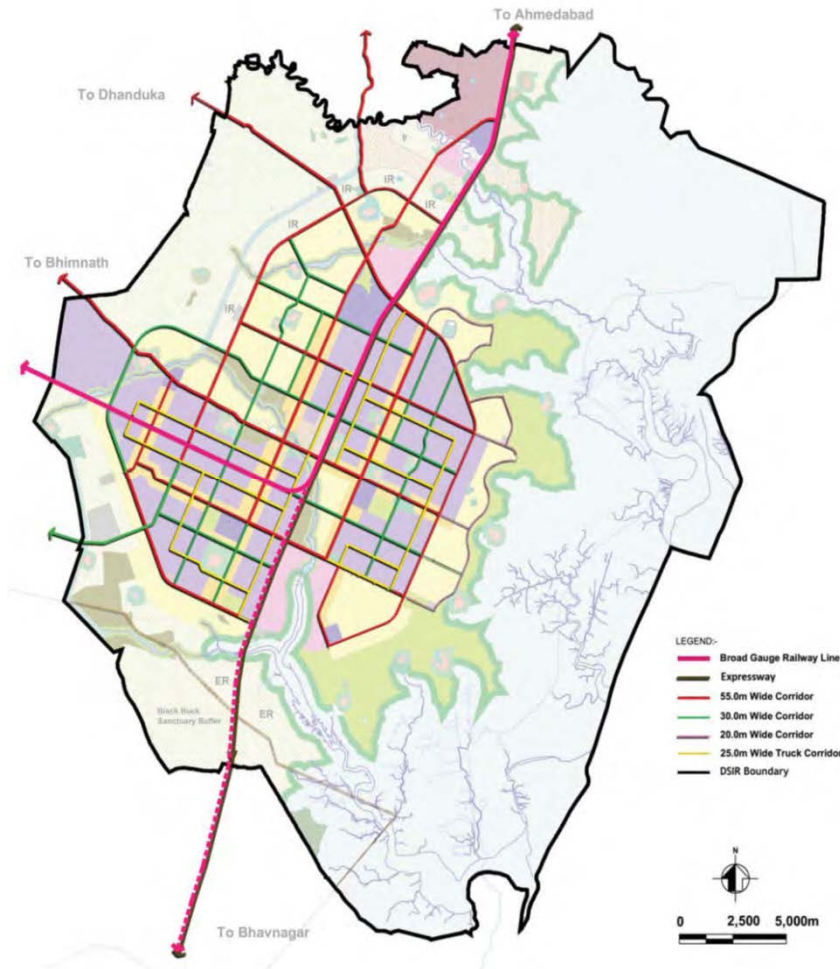 To Ahmedabad
To Dhanduka
IR
IR
IR
IR
To Bhimnath
IR
LEGEND:-
Broad Gauge Railway Line
Expressway
55.0m Wide Corridor
30.0m Wide Corridor
20.0m Wide Corridor
25.0m Wide Truck Corridor
DSIR Boundary
ER
Black Buck
Sanctuary Buffer
ER
N
0 2,500 5,000m
To Bhavnagar